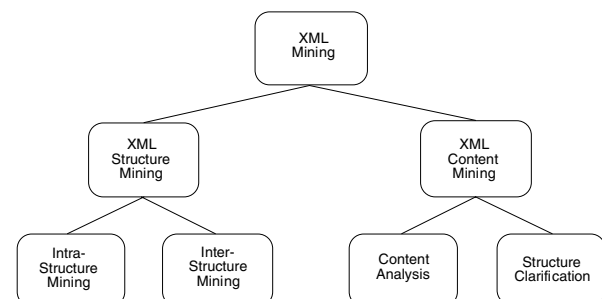 XML
Mining
XML
Structure
Mining
XML
Content
Mining
Intra-
Structure
Mining
Inter-
Structure
Mining
Content
Analysis
Structure
Clarification